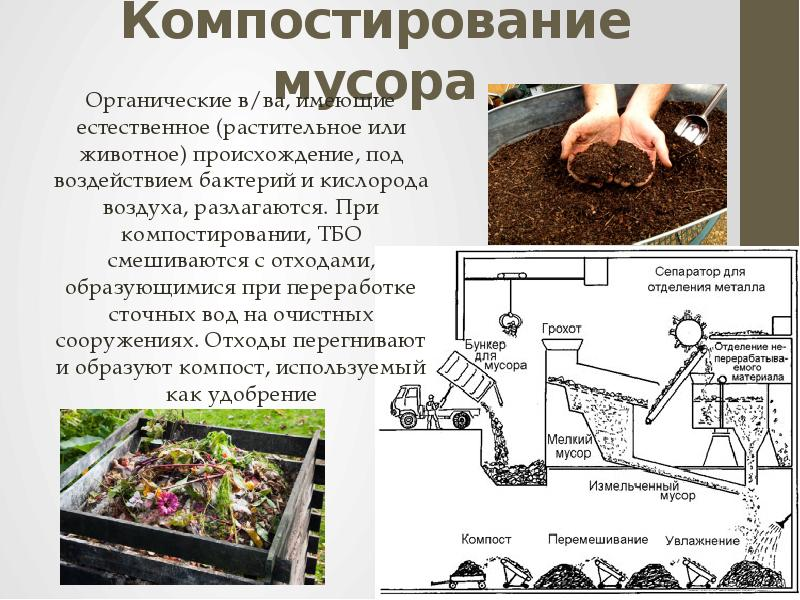 Компостирование
мусора
Органические в/ва, имеющие
естественное (растительное или
животное) происхождение, под
воздействием бактерий и кислорода
воздуха, разлагаются. При
компостировании, ТБО
смешиваются с отходами,
образующимися при переработке
сточных вод на очистных
сооружениях. Отходы перегнивают
и образуют компост, используемый
как удобрение
Сепаратор для
отделения металла
Грохот
Бункер
для
мусора
Отделение не-
перерабатыва-
емого
материала
Мелкий
мусор
Измельченный
мусор
Компост
Перемешивание
Увлажнение